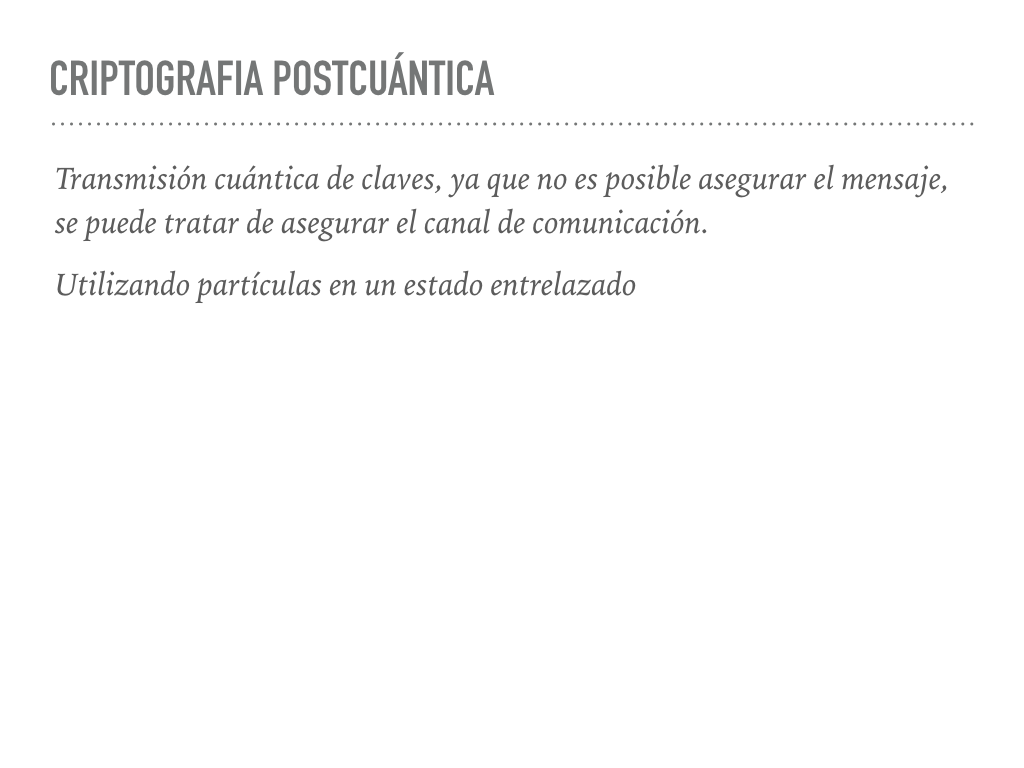 CRIPTOGRAFIA POSTCUÁNTICA
Transmisión cuántica de claves, ya que no es posible asegurar el mensaje,
se puede tratar de asegurar el canal de comunicación.
Utilizando partículas en un estado entrelazado